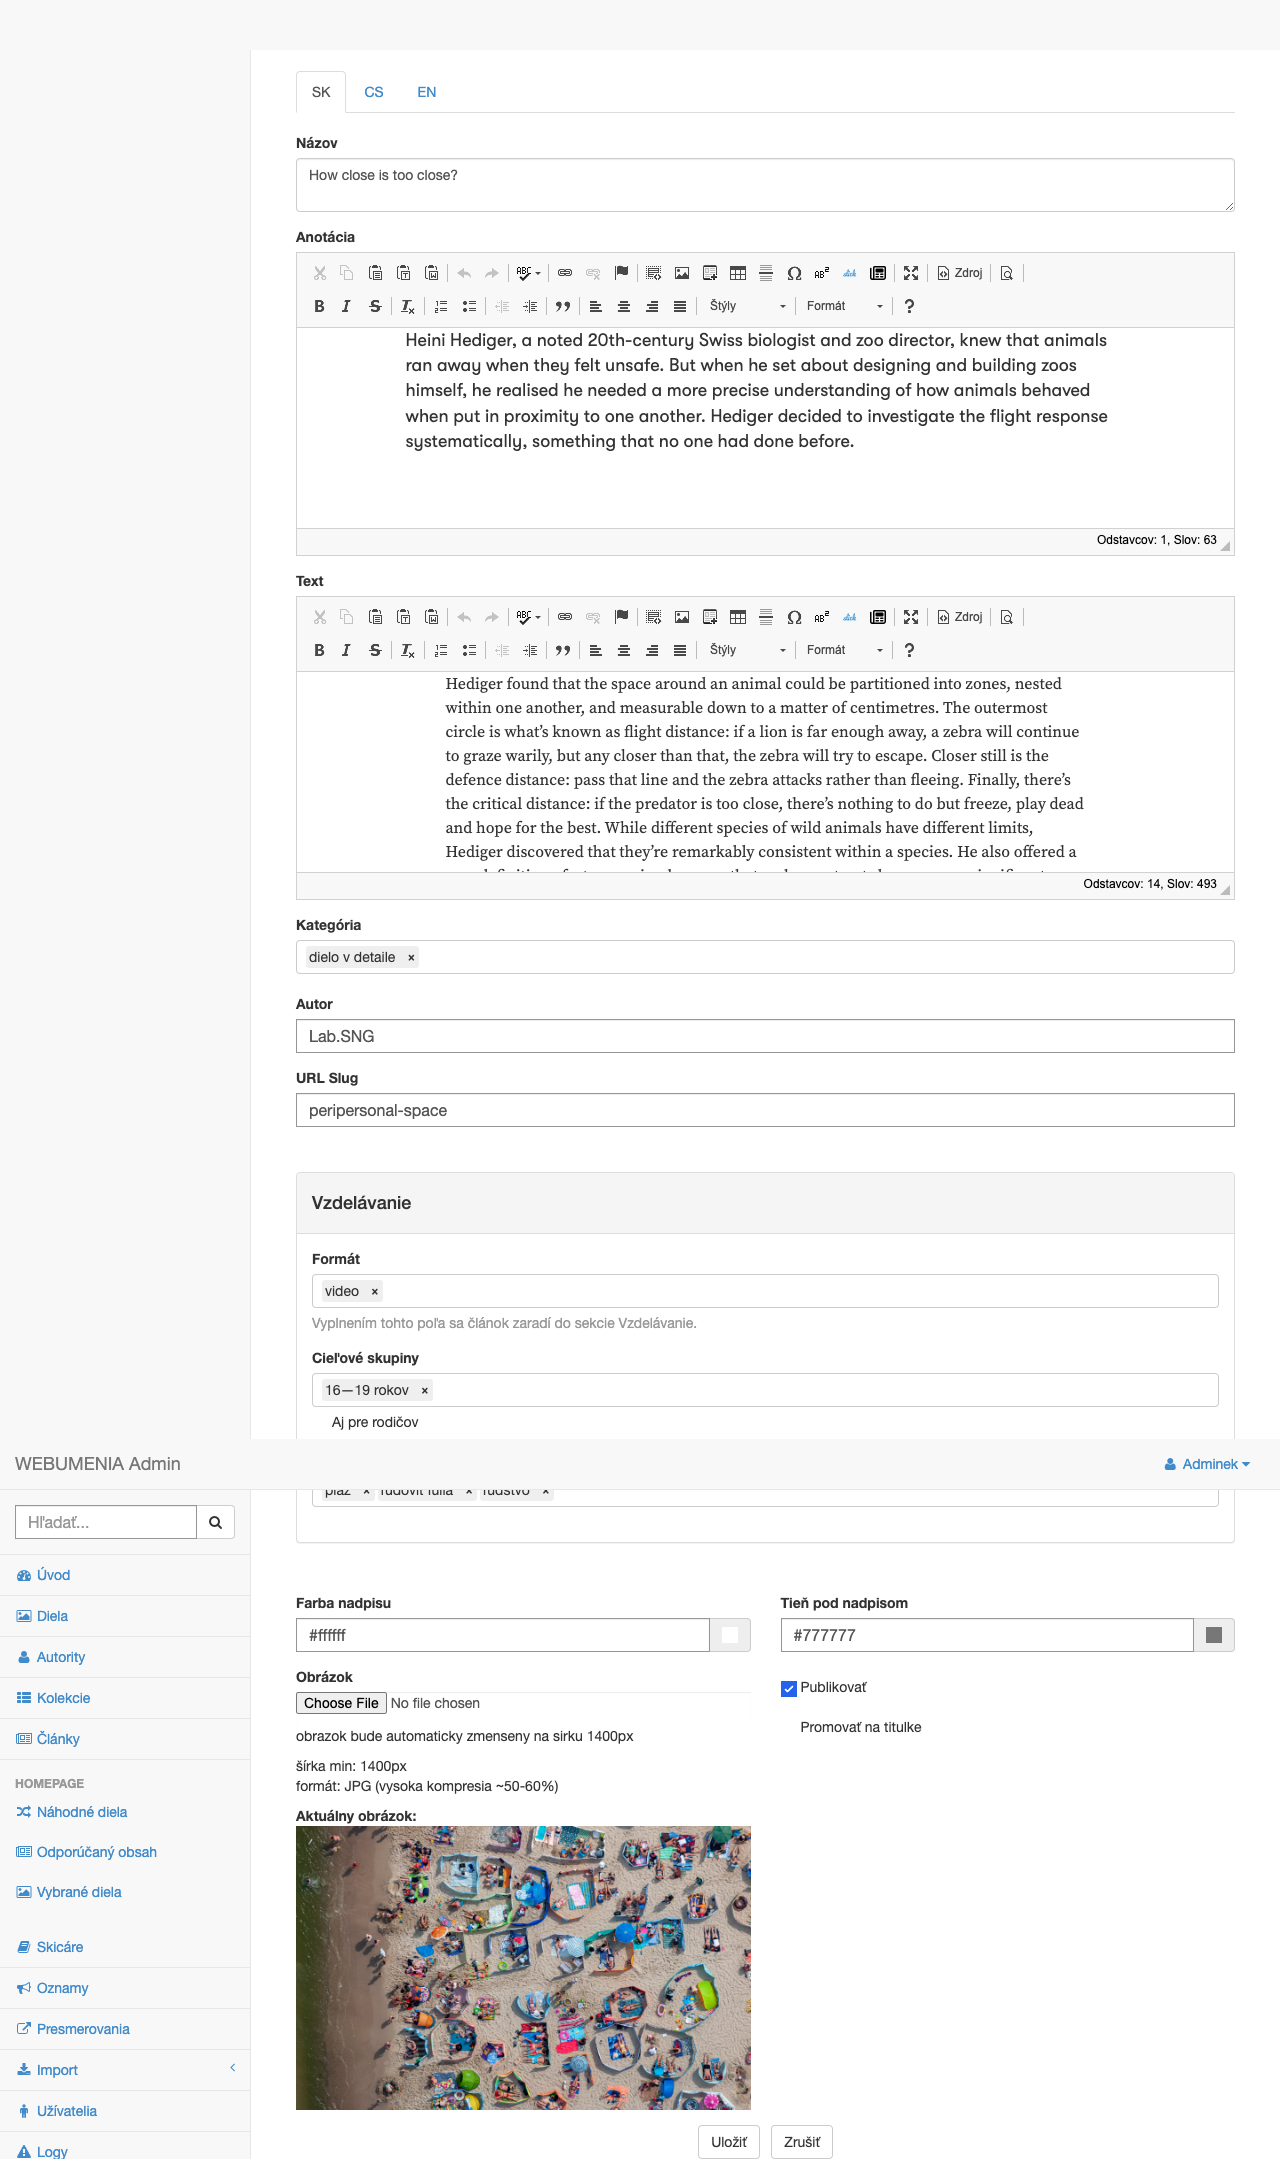 SK CS EN
Názov
How close is too close?
Anotácia
Zdroj
Štýly Formát
Heini Hediger, a noted 20th-century Swiss biologist and zoo director, knew that animals
ran away when they felt unsafe. But when he set about designing and building zoos
himself, he realised he needed a more precise understanding of how animals behaved
when put in proximity to one another. Hediger decided to investigate the flight response
systematically, something that no one had done before.
Odstavcov: 1, Slov: 63
Text
Zdroj
Štýly Formát
Hediger found that the space around an animal could be partitioned into zones, nested
within one another, and measurable down to a matter of centimetres. The outermost
circle is what’s known as flight distance: if a lion is far enough away, a zebra will continue
to graze warily, but any closer than that, the zebra will try to escape. Closer still is the
defence distance: pass that line and the zebra attacks rather than fleeing. Finally, there’s
the critical distance: if the predator is too close, there’s nothing to do but freeze, play dead
and hope for the best. While different species of wild animals have different limits,
Hediger discovered that they’re remarkably consistent within a species. He also offered a
Odstavcov: 14, Slov: 493
Kategória
dielo v detaile ×
Autor
Lab.SNG
URL Slug
peripersonal-space
Vzdelávanie
Formát
video ×
Vyplnením tohto poľa sa článok zaradí do sekcie Vzdelávanie.
Cieľové skupiny
16—19 rokov ×
Aj pre rodičov
WEBUMENIA Admin
Adminek
Hľadať...
Úvod
Diela
Autority
Kolekcie
Články
HOMEPAGE
Náhodné diela
Odporúčaný obsah
Vybrané diela
Skicáre
Oznamy
Presmerovania
Import
Užívatelia
Logy
Farba nadpisu
#ffffff
Tieň pod nadpisom
#777777
Obrázok
Choose File No file chosen
obrazok bude automaticky zmenseny na sirku 1400px
šírka min: 1400px
formát: JPG (vysoka kompresia ~50-60%)
Publikovať
Promovať na titulke
Aktuálny obrázok:
Uložiť Zrušiť